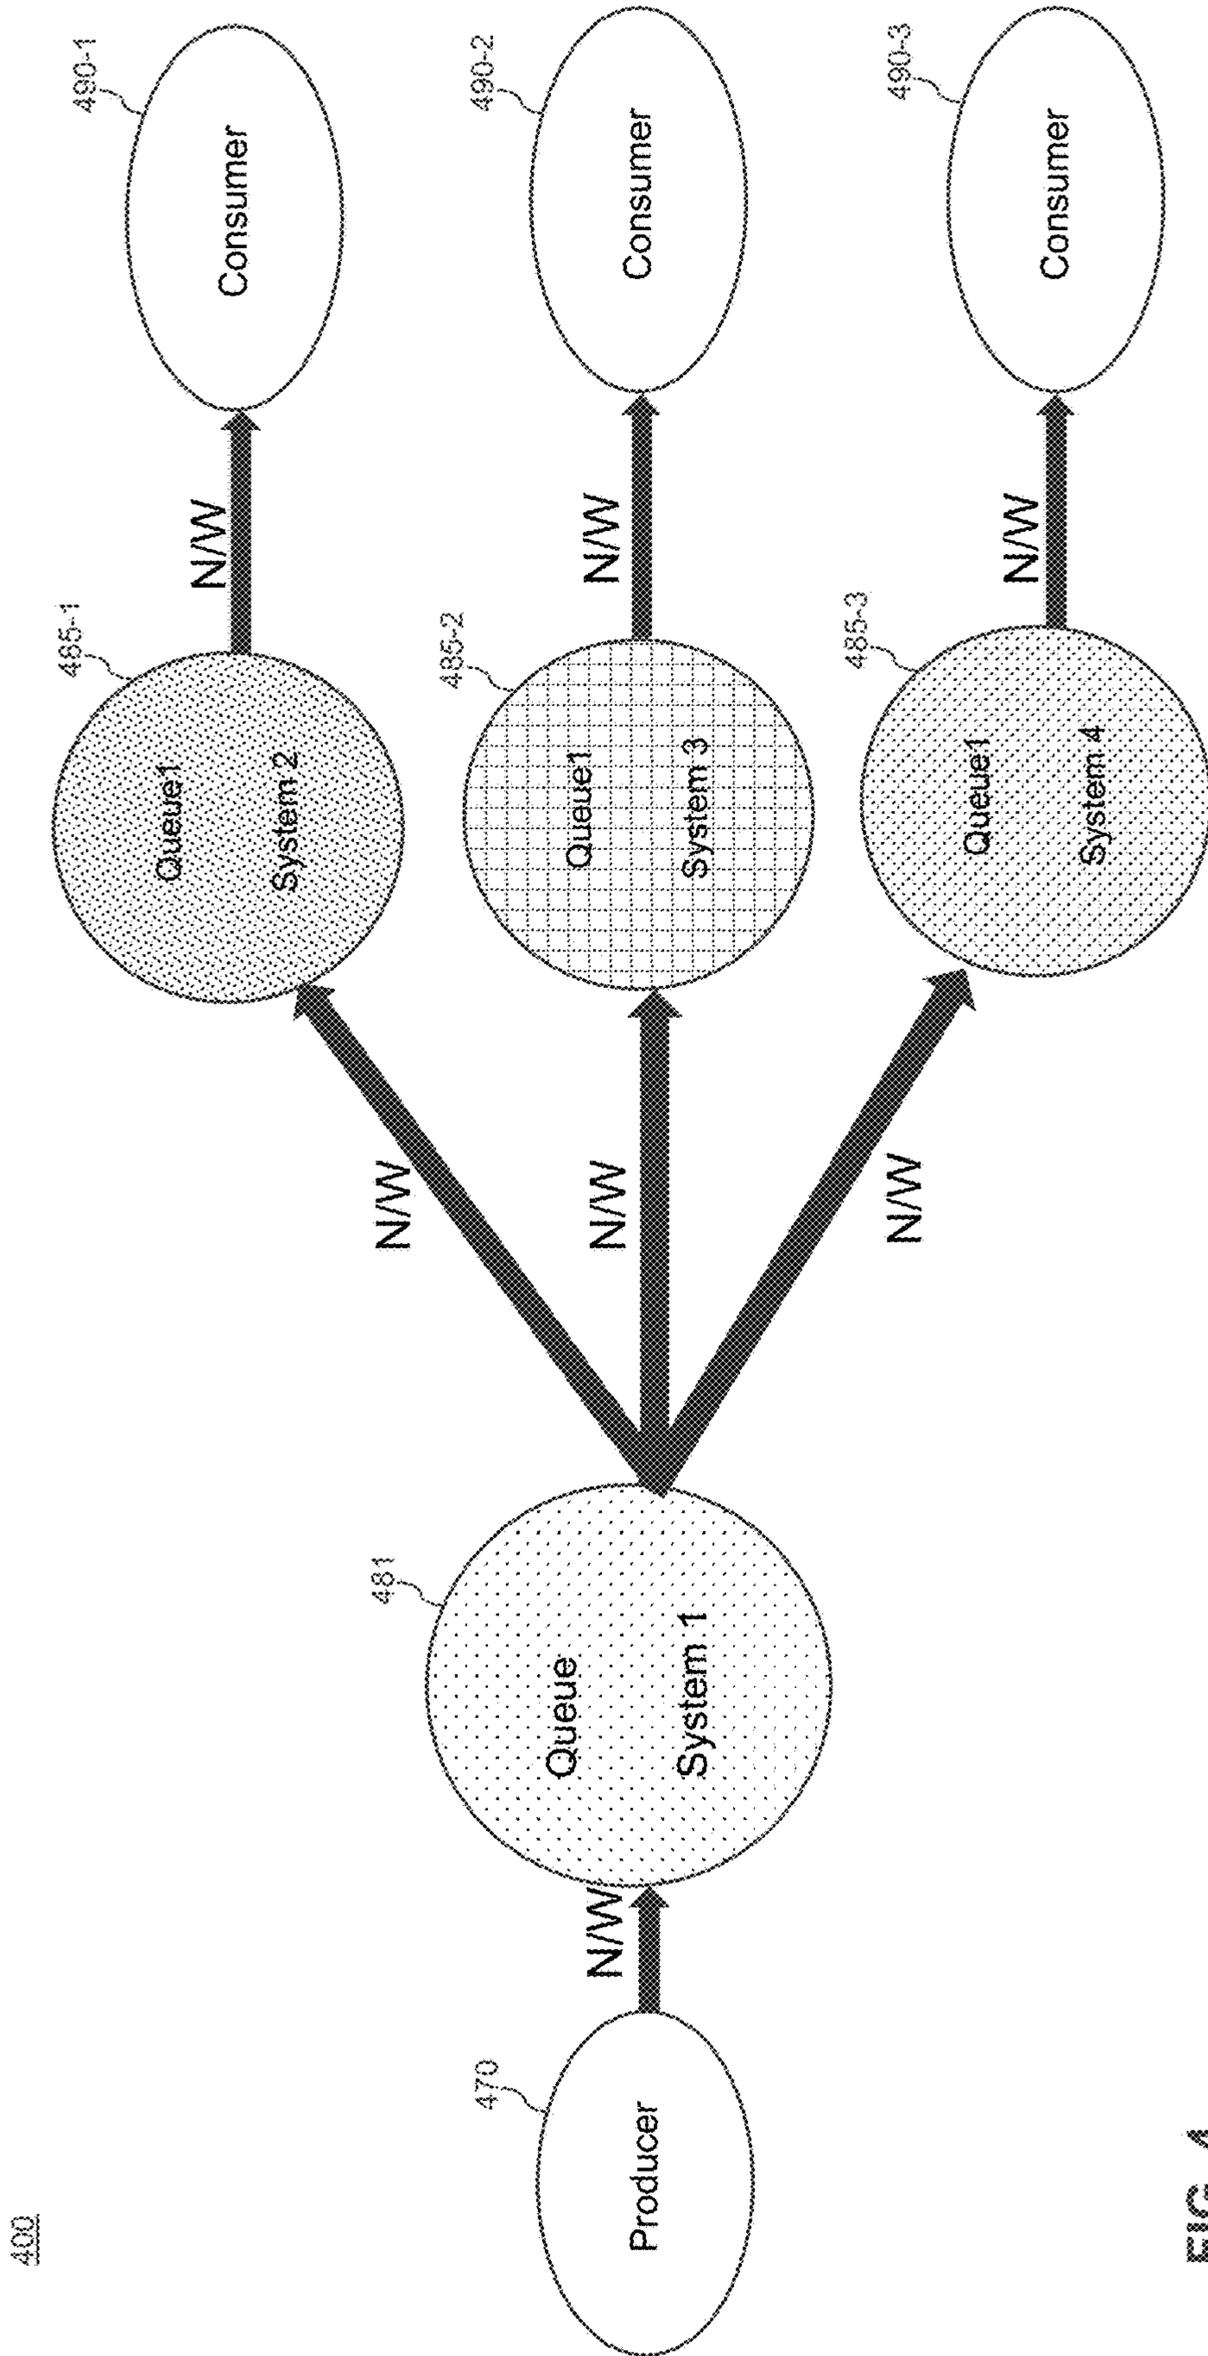 400
490-1
Consumer
N/W
485-1
Queue1
System 2
N/W
490-2
Consumer
N/W
485-2
Queue1
System 3
N/W
481
Queue
System 1
N/W
470
Producer
490-3
Consumer
N/W
485-3
Queue1
System 4
N/W
FIG. 4